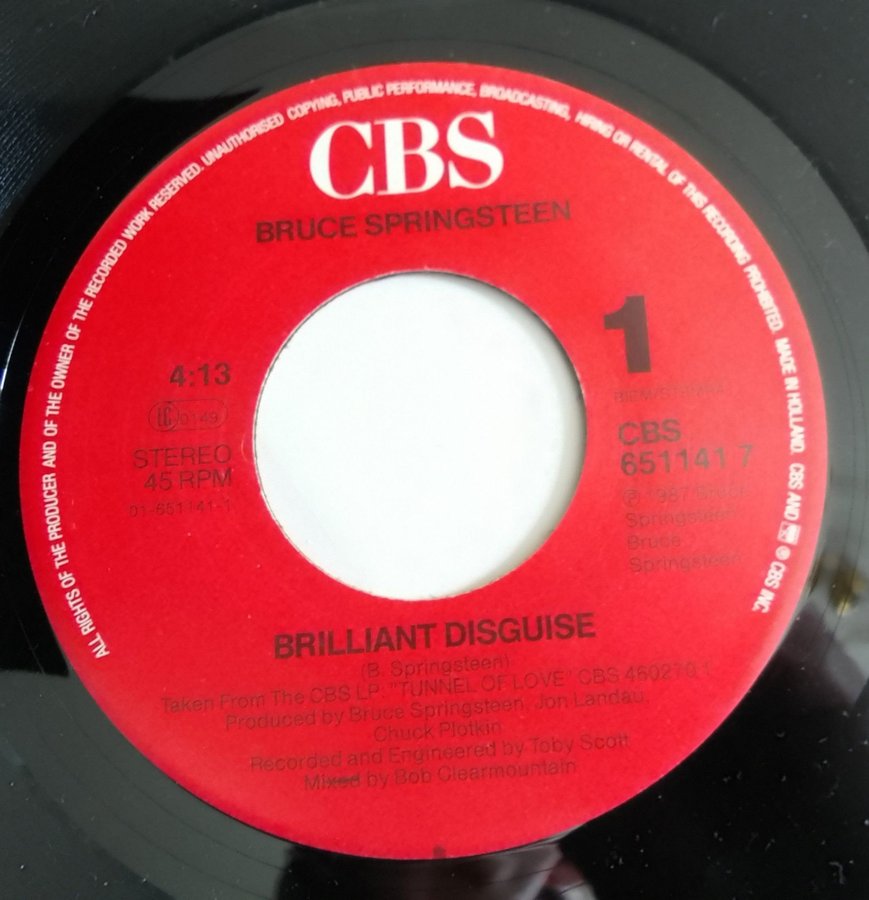 ALL RIGHTS OF THE PRODUCER AND OF THE OWNER OF THE RECORDED WORK RESERVED. UNAUTHORISED COPYING, PUBLIC PERFORMANCE, BROADCASTING, HIRING OR RENTAL OF THIS RECORDING PROHIBITED. MADE IN HOLLAND. CBS AND ® CBS INC.
CBS
BRUCE SPRINGSTEEN
1
4:13
LC 0149
STEREO
45 RPM
01-651141-1
BIEM/STEMRA
CBS
651141 7
℗ 1987 Bruce
Springsteen
Bruce
Springsteen
BRILLIANT DISGUISE
(B. Springsteen)
Taken From The CBS LP: "TUNNEL OF LOVE" CBS 460270 1
Produced by Bruce Springsteen, Jon Landau,
Chuck Plotkin
Recorded and Engineered by Toby Scott
Mixed by Bob Clearmountain